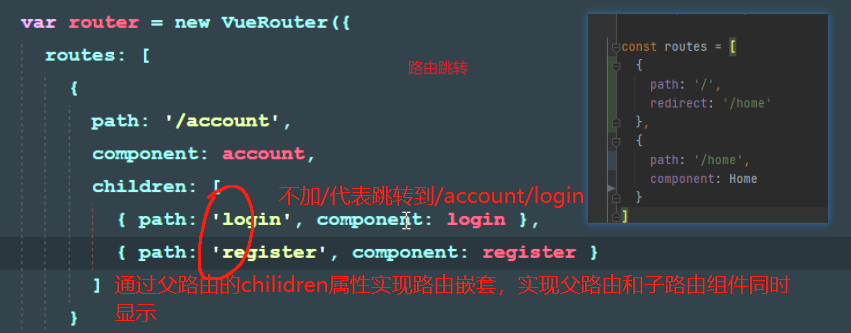 var router = new VueRouter({
routes: [
{
path: '/account',
component: account,
children: [
{ path: 'login', component: login },
{ path: 'register', component: register }
]
}
路由跳转
不加/代表跳转到/account/login
通过父路由的chilidren属性实现路由嵌套，实现父路由和子路由组件同时
显示
const routes = [
{
path: '/',
redirect: '/home'
},
{
path: '/home',
component: Home
}
]